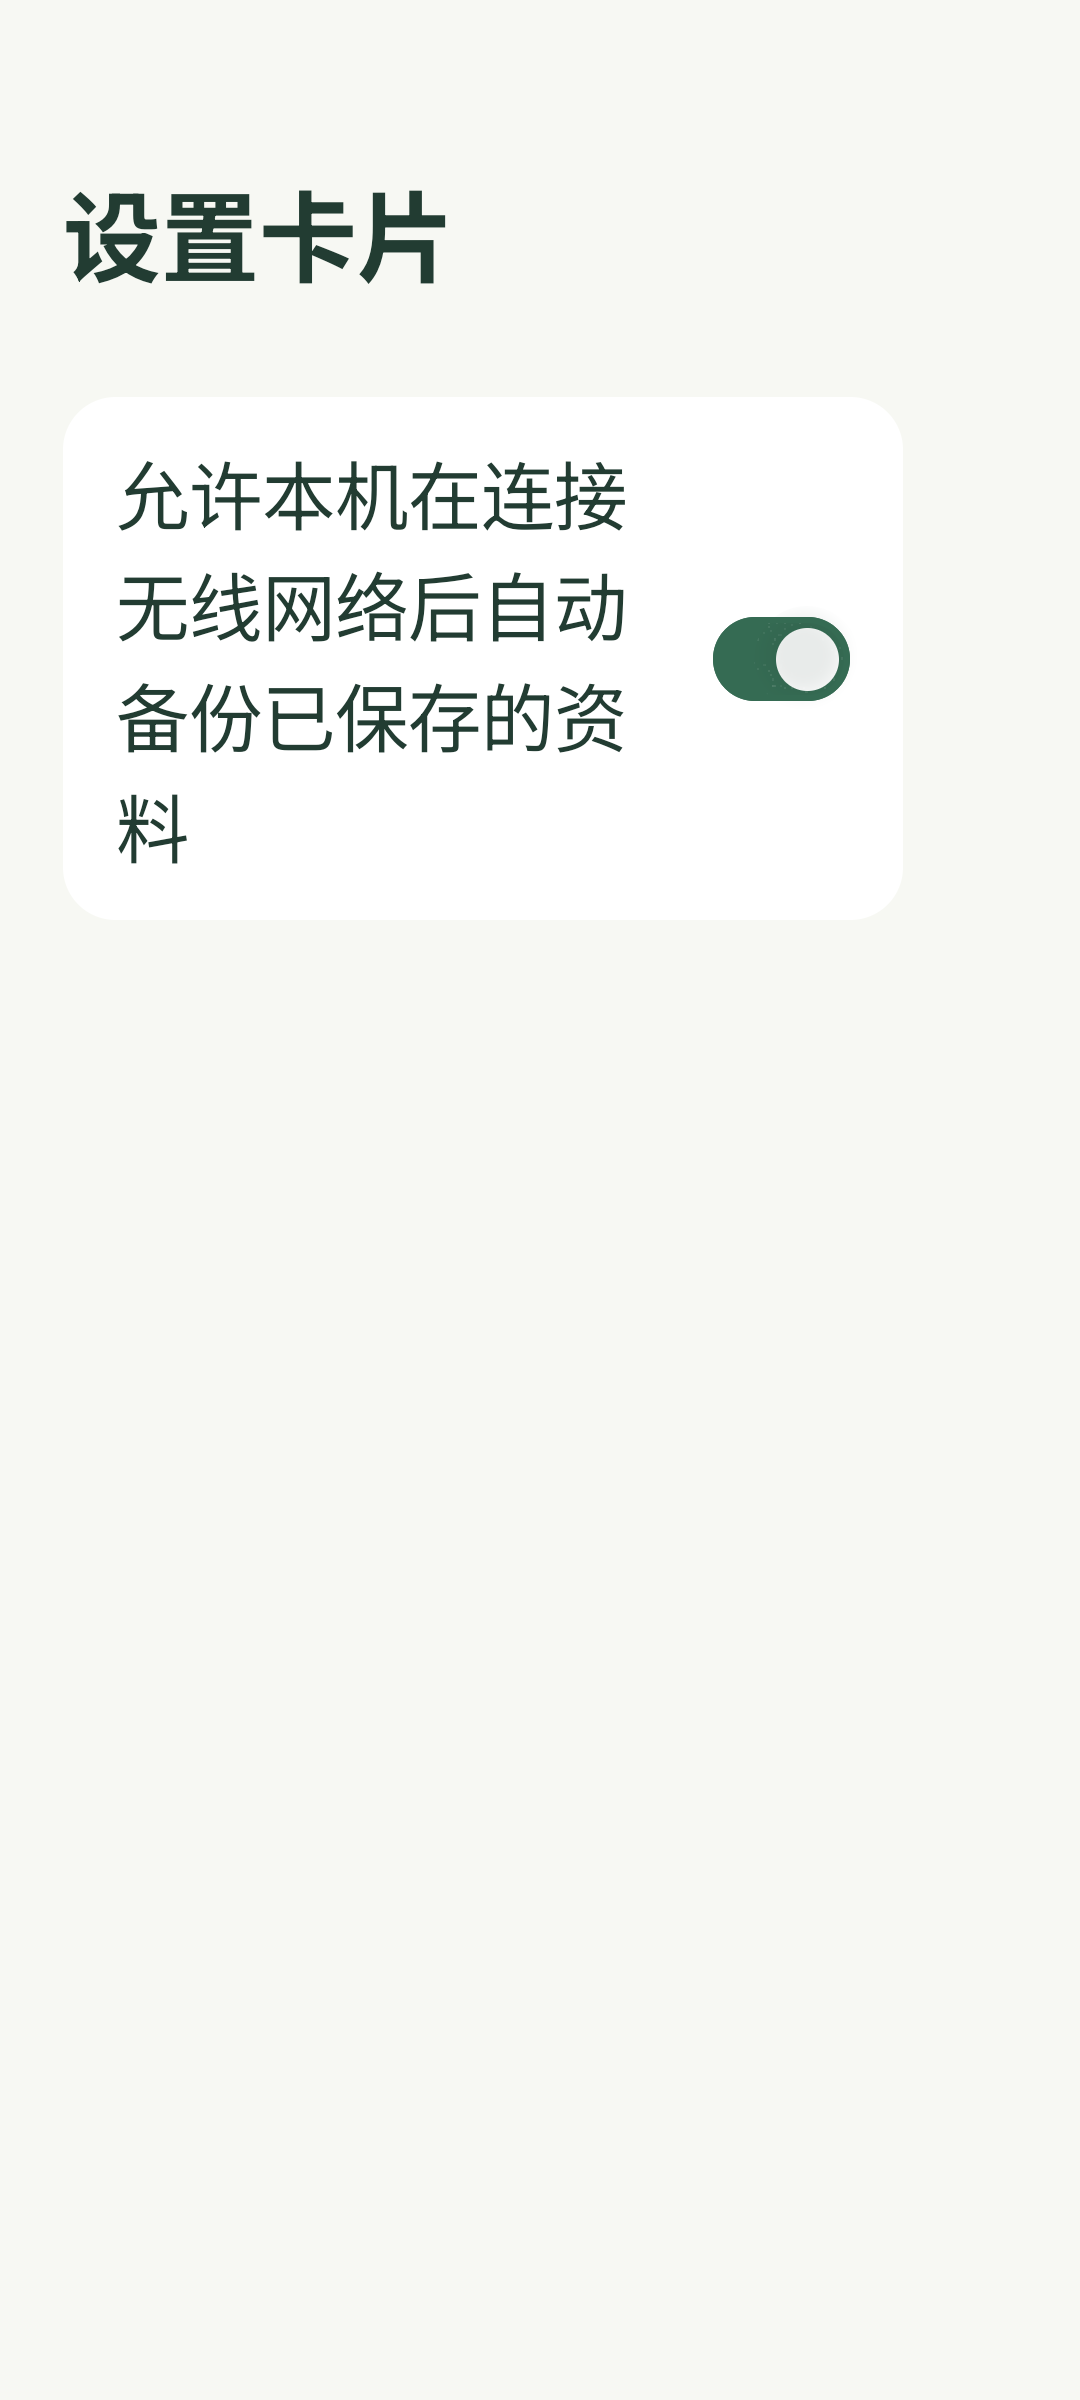 设置卡片
允许本机在连接
无线网络后自动
备份已保存的资
料